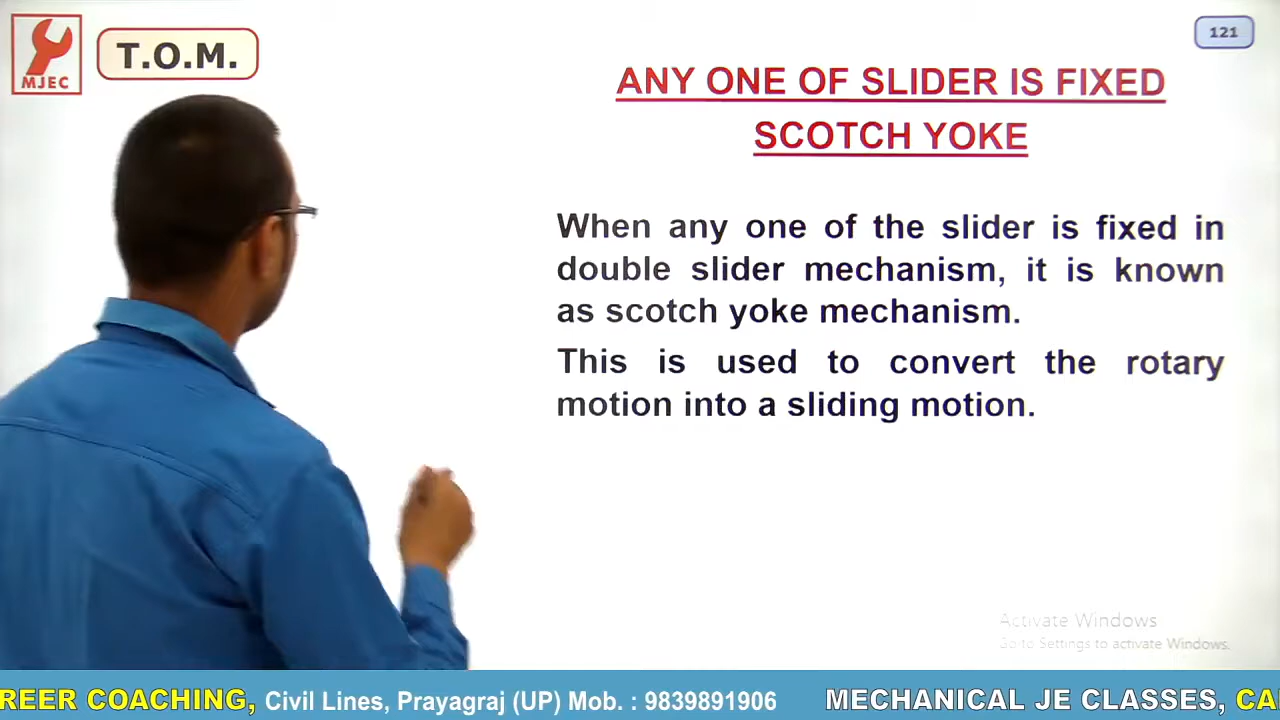 MJEC
T.O.M.
121
ANY ONE OF SLIDER IS FIXED
SCOTCH YOKE
When any one of the slider is fixed in
double slider mechanism, it is known
as scotch yoke mechanism.
This is used to convert the rotary
motion into a sliding motion.
Activate Windows
Go to Settings to activate Windows.
REER COACHING, Civil Lines, Prayagraj (UP) Mob. : 9839891906 MECHANICAL JE CLASSES, CA